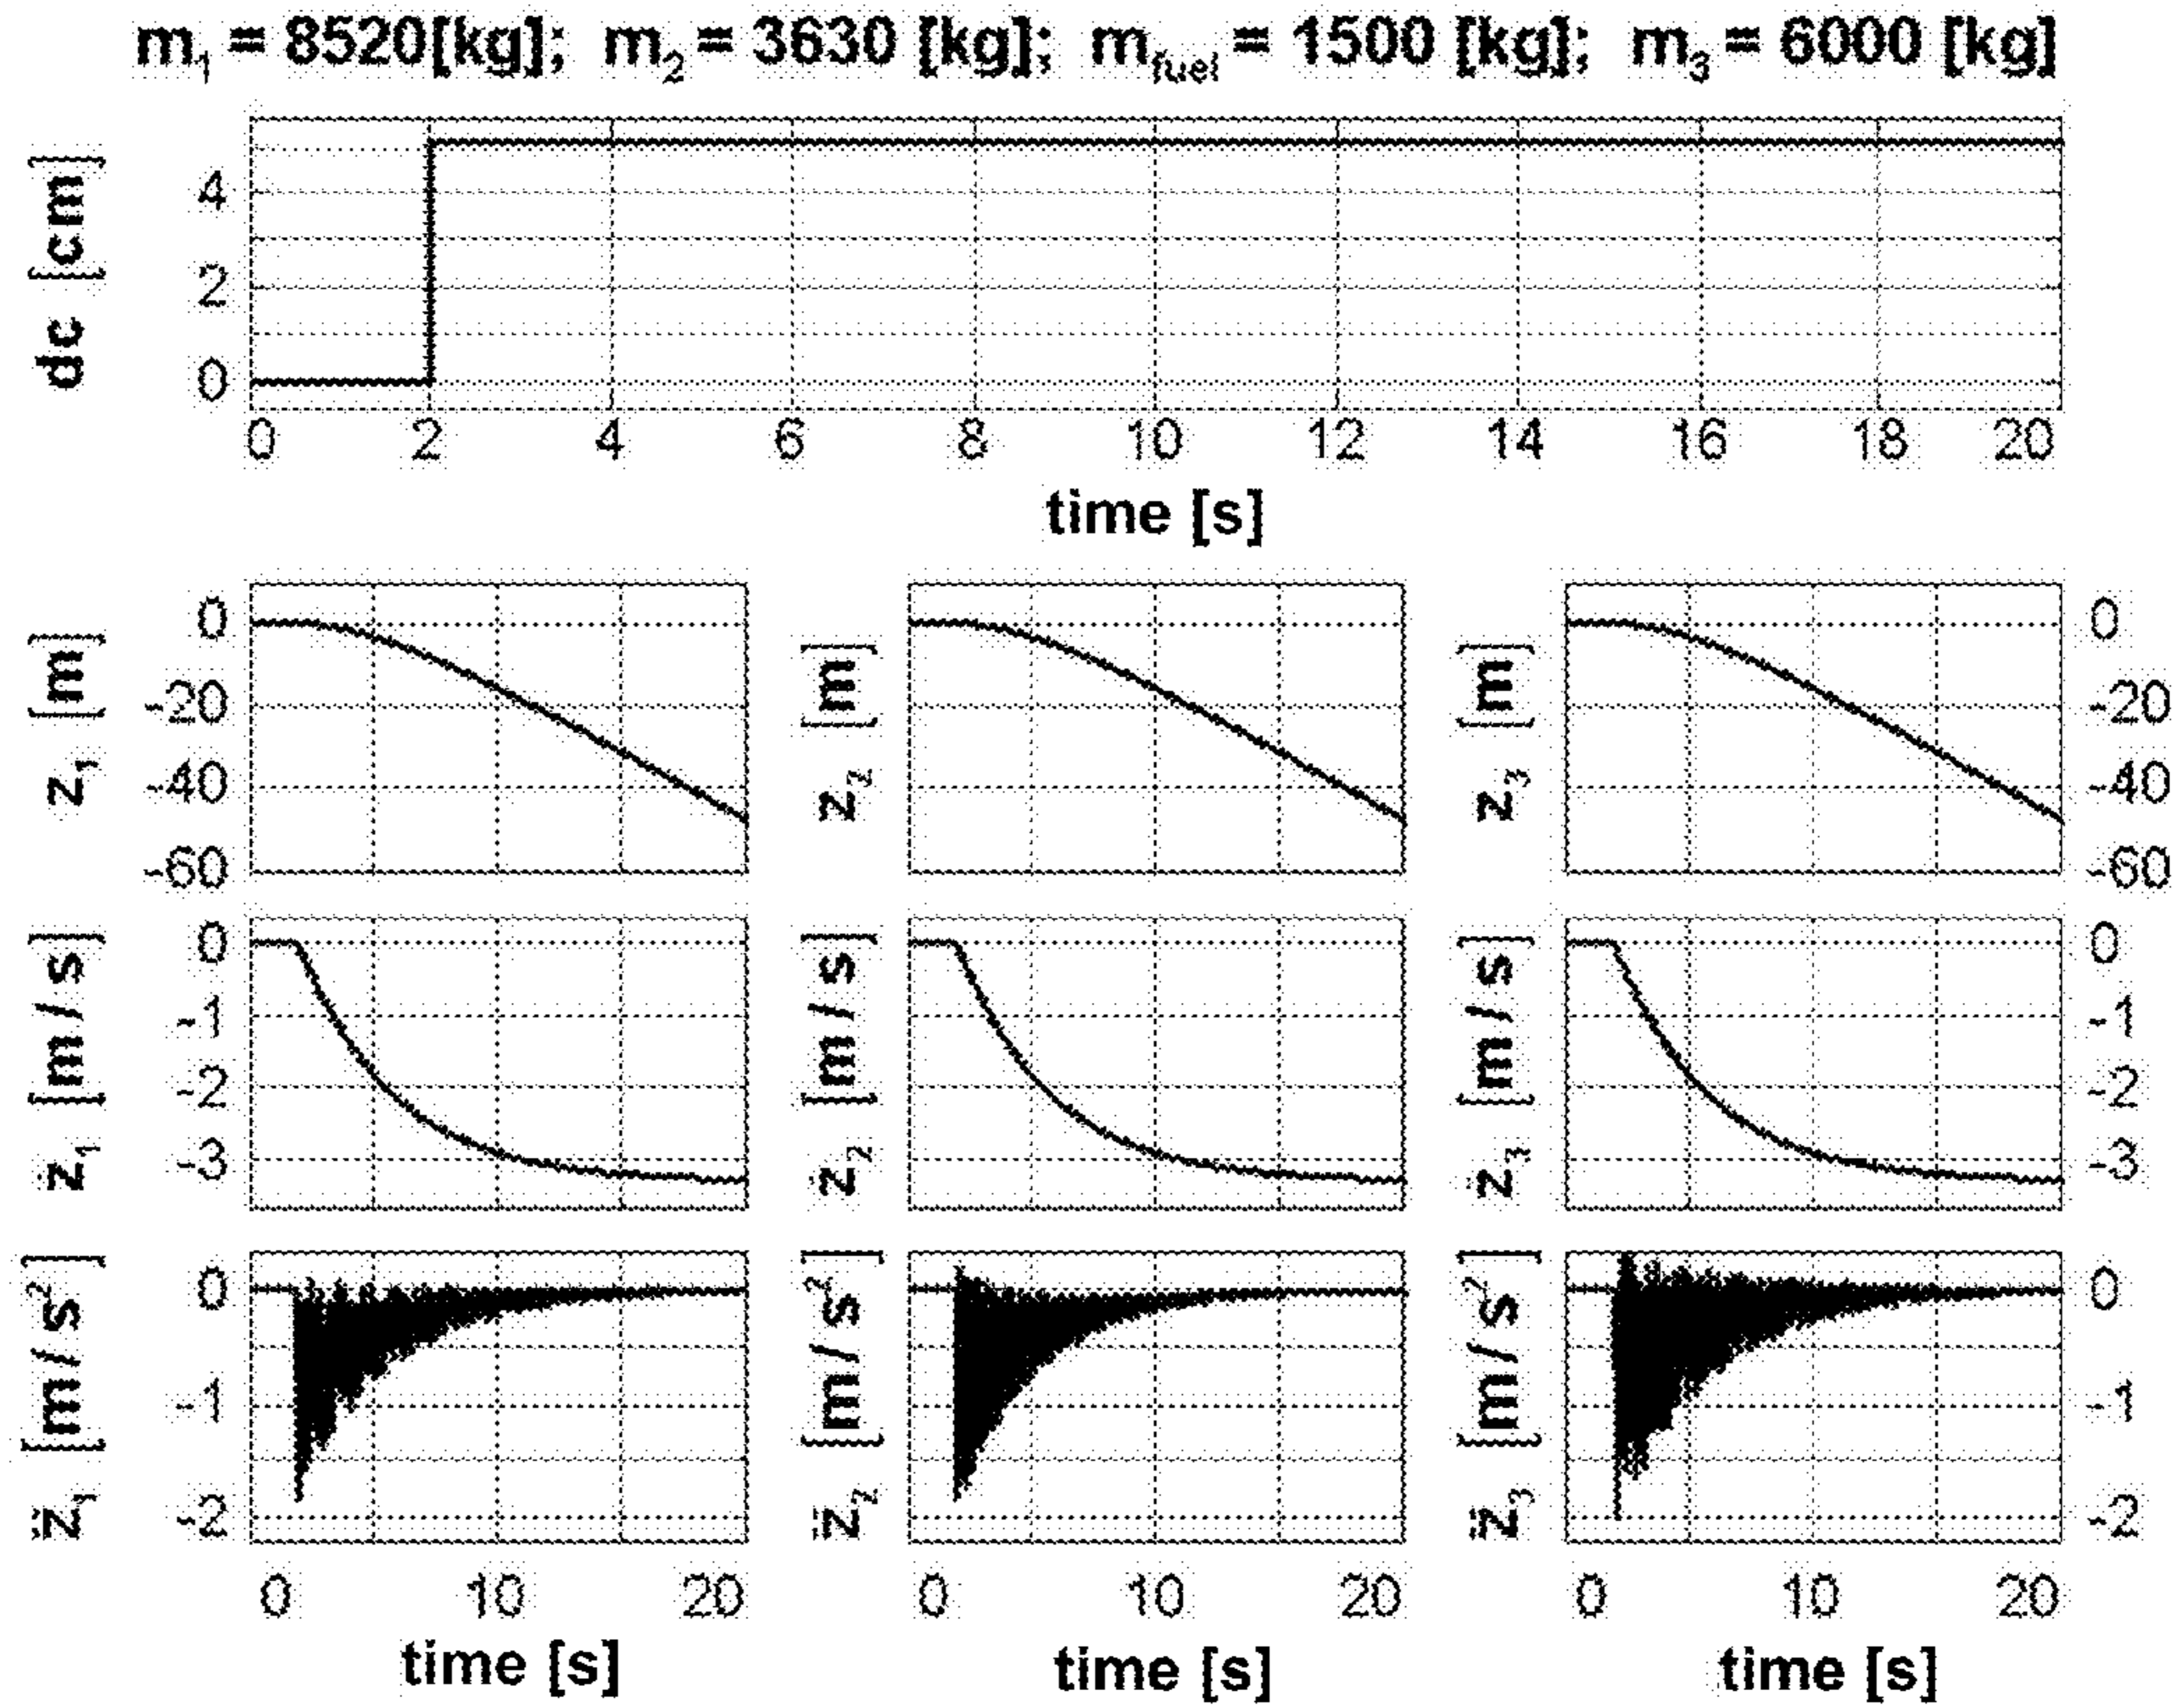 m₁ = 8520[kg]; m₂ = 3630 [kg]; m_fuel = 1500 [kg]; m₃ = 6000 [kg]
dc [cm]
4
2
0
0 2 4 6 8 10 12 14 16 18 20
time [s]
z₁ [m]
0
-20
-40
-60
z₂ [m]
z₃ [m]
0
-20
-40
-60
ż₁ [m/s]
0
-1
-2
-3
ż₂ [m/s]
ż₃ [m/s]
0
-1
-2
-3
z̈₁ [m/s²]
0
-1
-2
z̈₂ [m/s²]
z̈₃ [m/s²]
0
-1
-2
0 10 20 0 10 20 0 10 20
time [s] time [s] time [s]